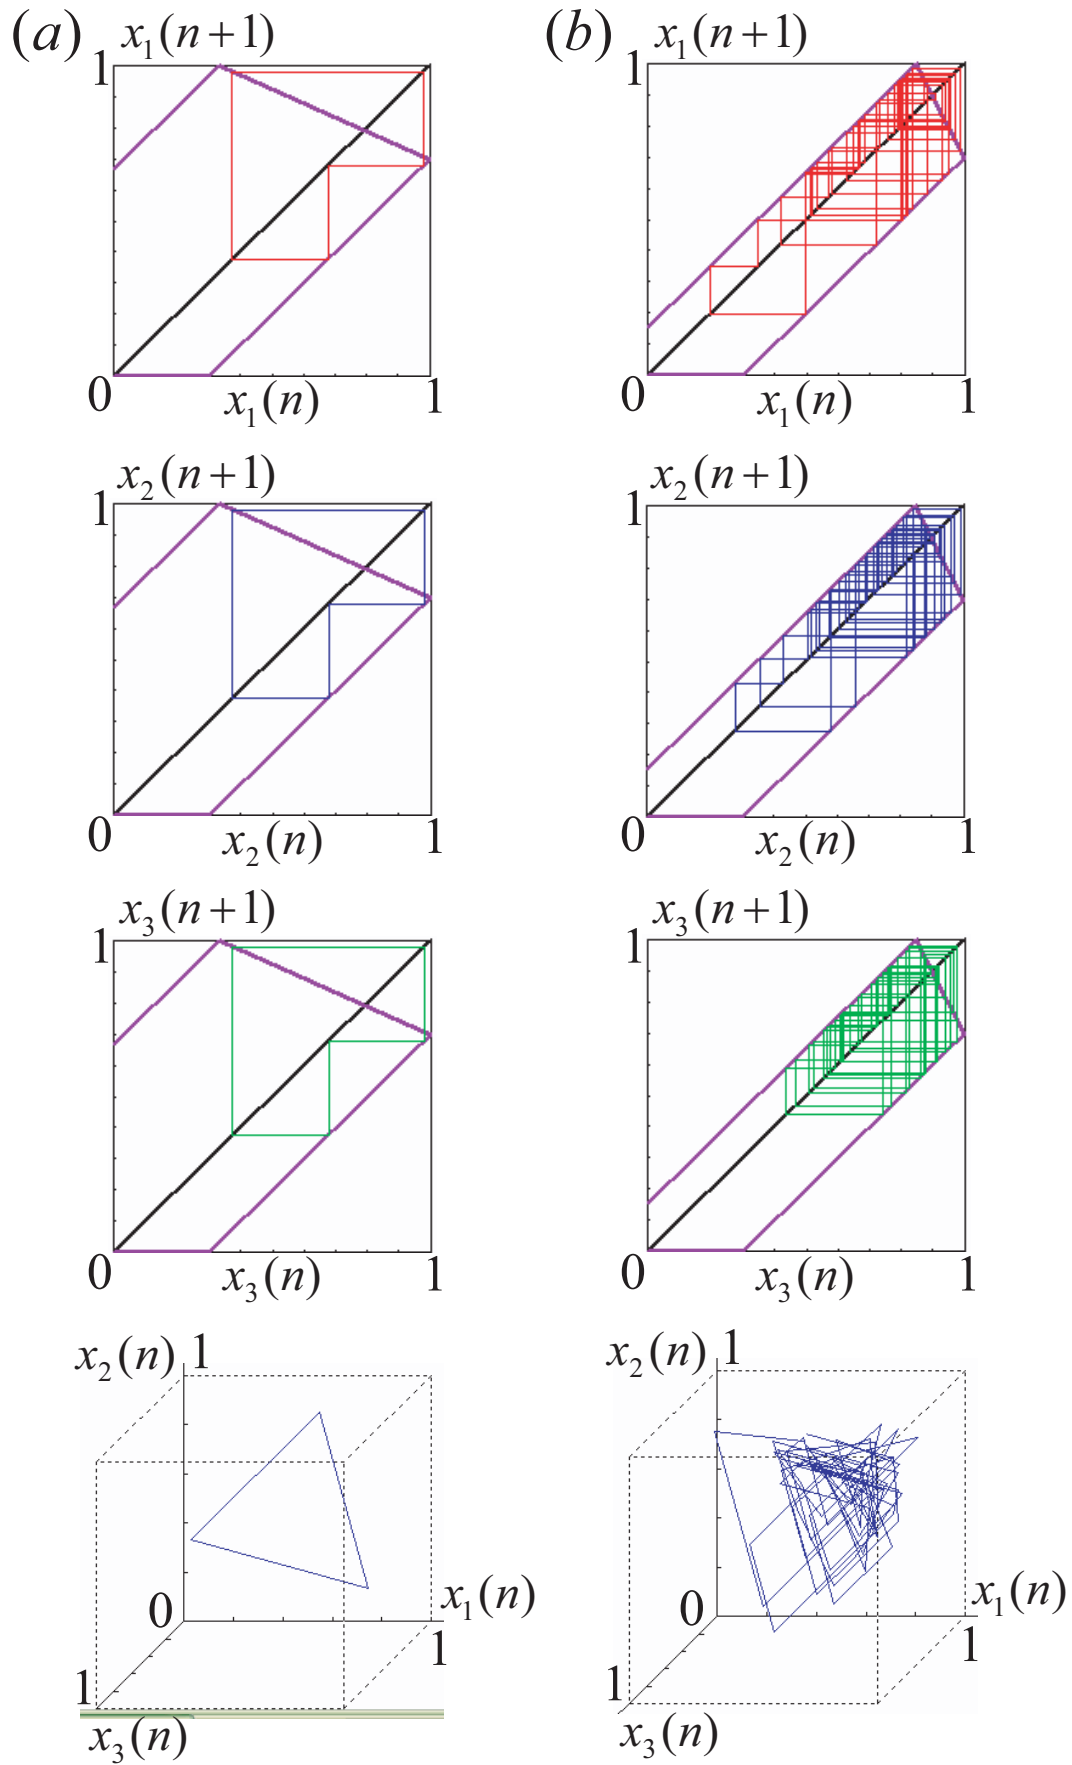 (a) x₁(n+1)
1
0 x₁(n) 1
x₂(n+1)
1
0 x₂(n) 1
x₃(n+1)
1
0 x₃(n) 1
x₂(n) 1
0 x₁(n)
1
1
x₃(n)
(b) x₁(n+1)
1
0 x₁(n) 1
x₂(n+1)
1
0 x₂(n) 1
x₃(n+1)
1
0 x₃(n) 1
x₂(n) 1
0 x₁(n)
1
1
x₃(n)